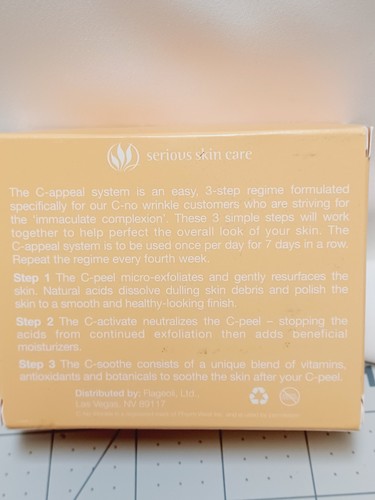 serious skin care
The C-appeal system is an easy, 3-step regime formulated
specifically for our C-no wrinkle customers who are striving for
the 'immaculate complexion'. These 3 simple steps will work
together to help perfect the overall look of your skin. The
C-appeal system is to be used once per day for 7 days in a row.
Repeat the regime every fourth week.
Step 1 The C-peel micro-exfoliates and gently resurfaces the
skin. Natural acids dissolve dulling skin debris and polish the
skin to a smooth and healthy-looking finish.
Step 2 The C-activate neutralizes the C-peel – stopping the
acids from continued exfoliation then adds beneficial
moisturizers.
Step 3 The C-soothe consists of a unique blend of vitamins,
antioxidants and botanicals to soothe the skin after your C-peel.
Distributed by: Flageoli, Ltd.
Las Vegas, NV 89117